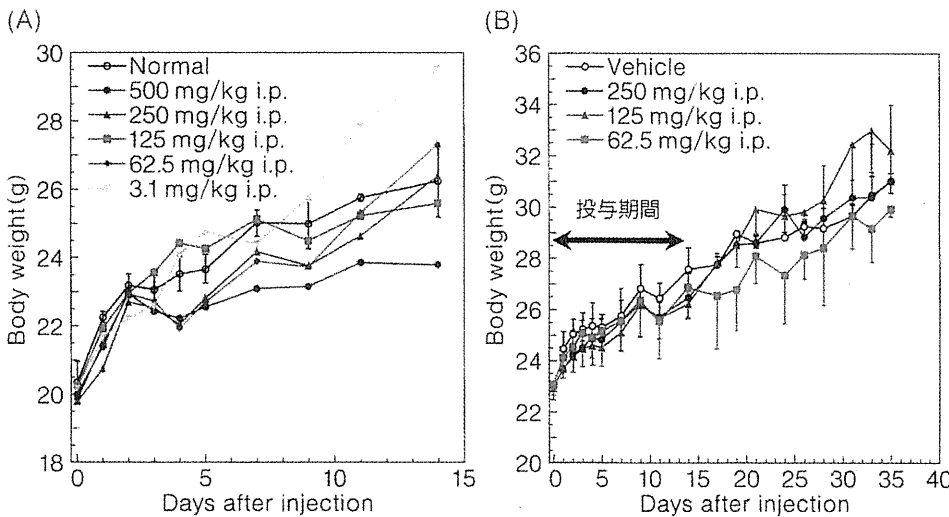 (A)
30
28
26
24
22
20
18
Body weight(g)
Normal
500 mg/kg i.p.
250 mg/kg i.p.
125 mg/kg i.p.
62.5 mg/kg i.p.
3.1 mg/kg i.p.
0 5 10 15
Days after injection
(B)
36
34
32
30
28
26
24
22
20
Body weight(g)
Vehicle
250 mg/kg i.p.
125 mg/kg i.p.
62.5 mg/kg i.p.
投与期間
0 5 10 15 20 25 30 35 40
Days after injection